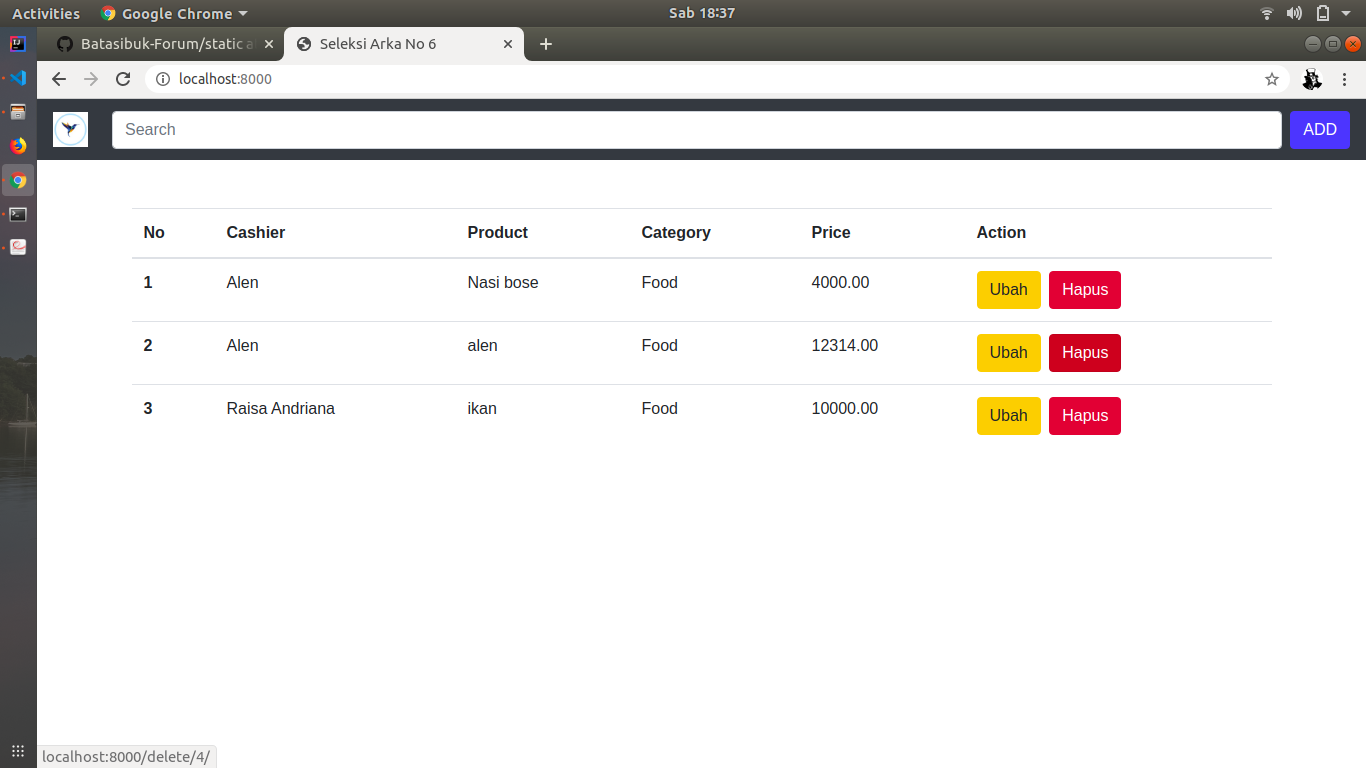 Activities Google Chrome Sab 18:37
Batasibuk-Forum/static a Seleksi Arka No 6
localhost:8000
Search ADD
No Cashier Product Category Price Action
1 Alen Nasi bose Food 4000.00 Ubah Hapus
2 Alen alen Food 12314.00 Ubah Hapus
3 Raisa Andriana ikan Food 10000.00 Ubah Hapus
localhost:8000/delete/4/